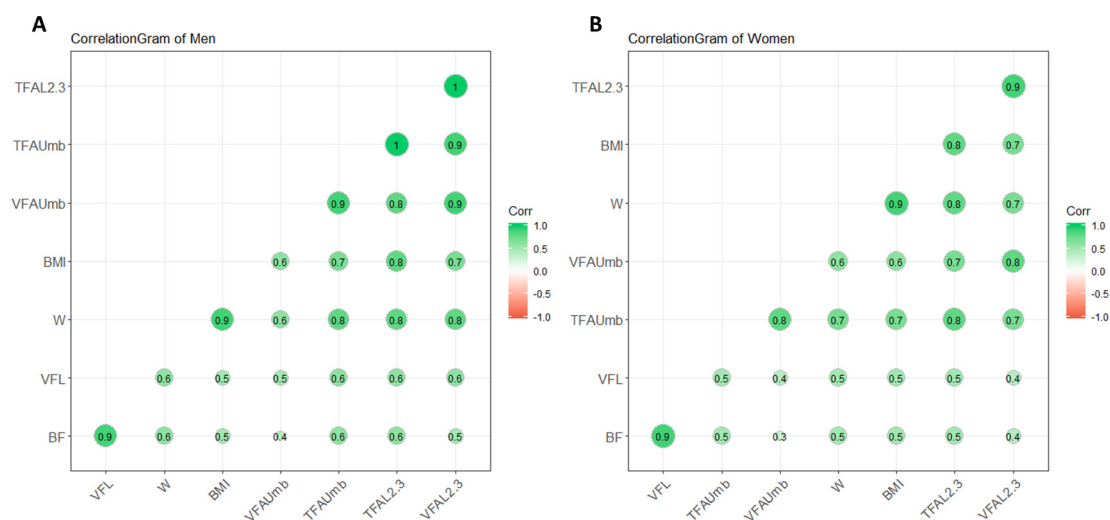 A
CorrelationGram of Men
TFAL2.3
1
TFAUmb
1 0.9
VFAUmb
0.9 0.8 0.9
BMI
0.6 0.7 0.8 0.7
W
0.9 0.6 0.8 0.8 0.8
VFL
0.6 0.5 0.5 0.6 0.6 0.6
BF
0.9 0.6 0.5 0.4 0.6 0.6 0.5
VFL W BMI VFAUmb TFAUmb TFAL2.3 VFAL2.3
Corr
1.0
0.5
0.0
-0.5
-1.0
B
CorrelationGram of Women
TFAL2.3
0.9
BMI
0.8 0.7
W
0.9 0.8 0.7
VFAUmb
0.6 0.6 0.7 0.8
TFAUmb
0.8 0.7 0.7 0.8 0.7
VFL
0.5 0.4 0.5 0.5 0.5 0.4
BF
0.9 0.5 0.3 0.5 0.5 0.5 0.4
VFL TFAUmb VFAUmb W BMI TFAL2.3 VFAL2.3
Corr
1.0
0.5
0.0
-0.5
-1.0